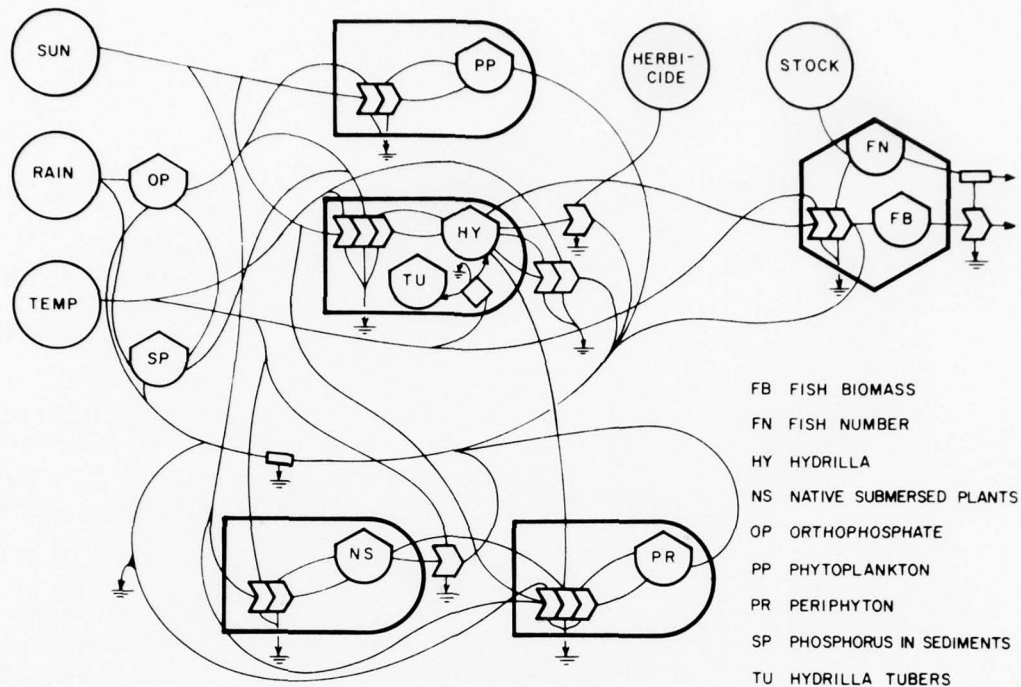 SUN
PP
HERBI-
CIDE
STOCK
RAIN
OP
FN
HY
FB
TU
TEMP
SP
FB FISH BIOMASS
FN FISH NUMBER
HY HYDRILLA
NS NATIVE SUBMERSED PLANTS
OP ORTHOPHOSPHATE
PP PHYTOPLANKTON
PR PERIPHYTON
SP PHOSPHORUS IN SEDIMENTS
TU HYDRILLA TUBERS
NS
PR